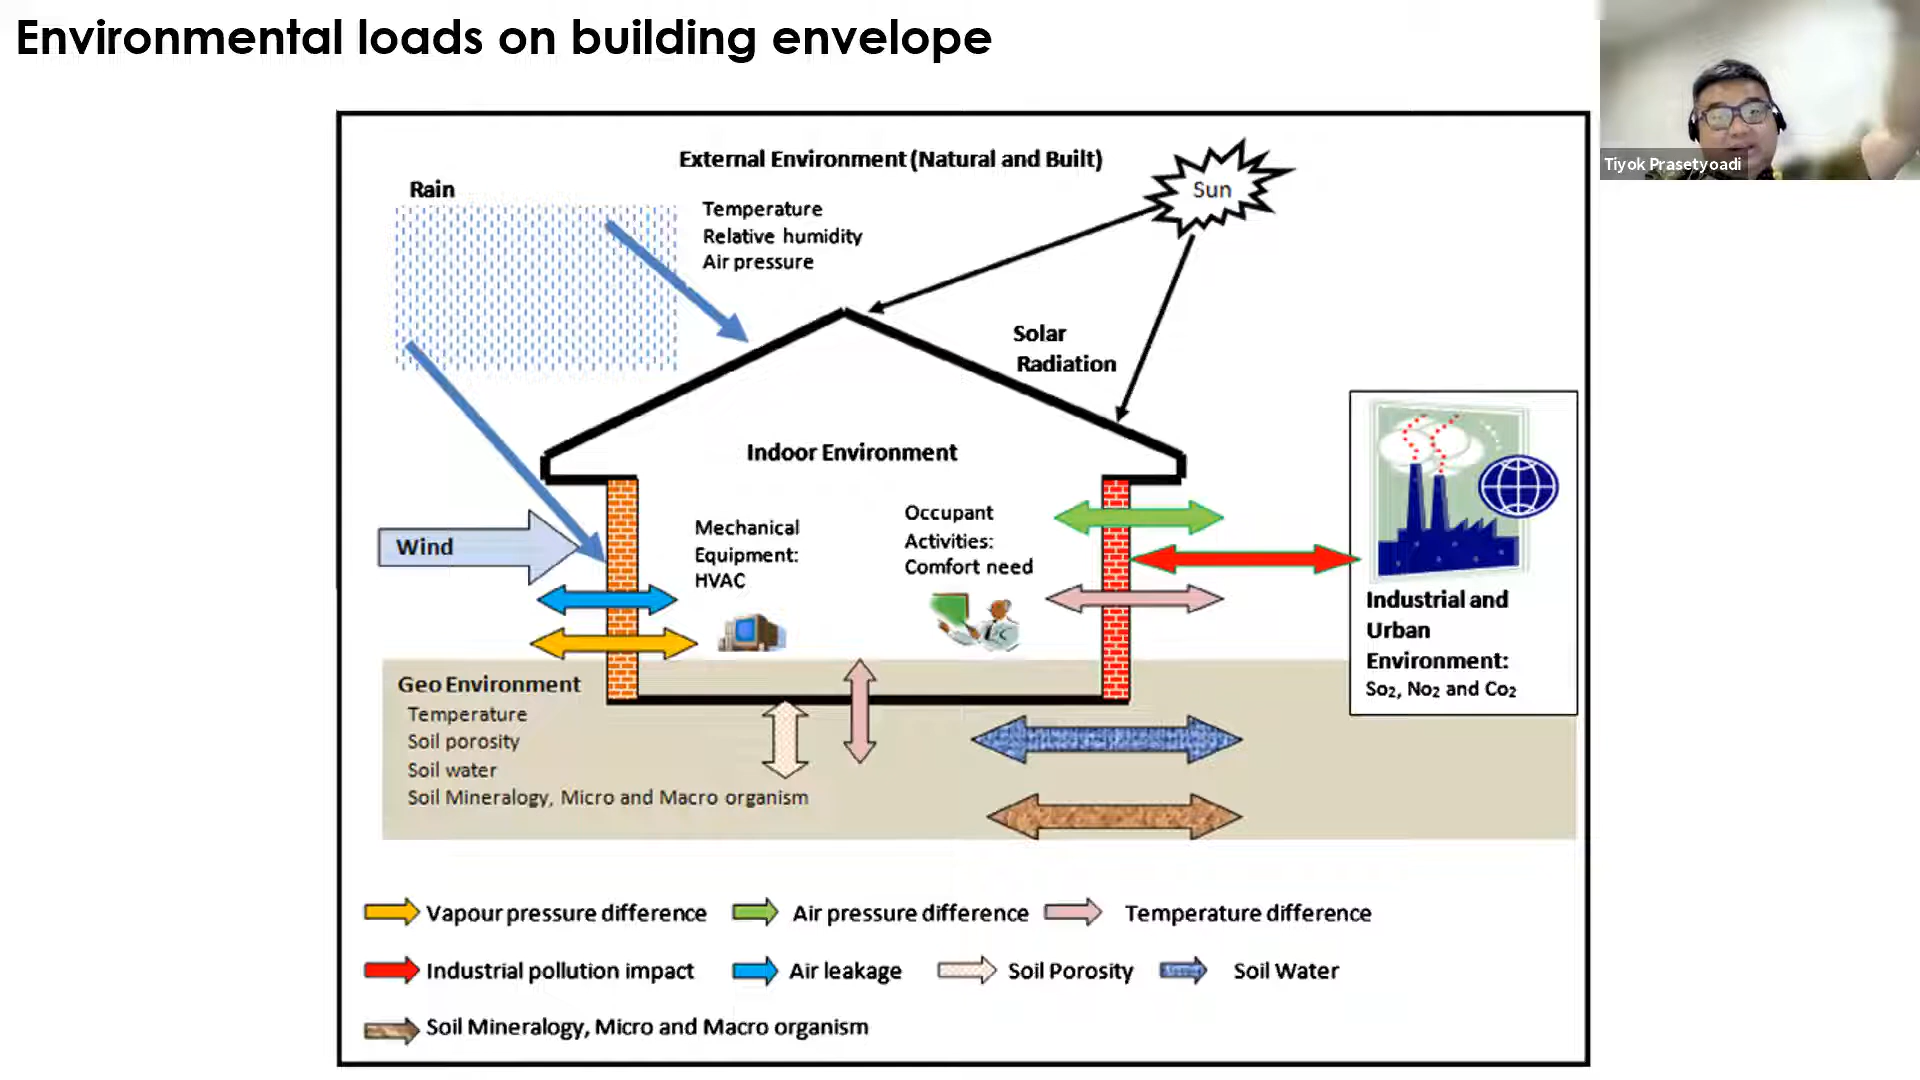 Environmental loads on building envelope
Tiyok Prasetyoadi
External Environment (Natural and Built)
Rain
Sun
Temperature
Relative humidity
Air pressure
Solar
Radiation
Indoor Environment
Wind
Mechanical
Equipment:
HVAC
Occupant
Activities:
Comfort need
Industrial and
Urban
Environment:
So2, No2 and Co2
Geo Environment
Temperature
Soil porosity
Soil water
Soil Mineralogy, Micro and Macro organism
Vapour pressure difference
Air pressure difference
Temperature difference
Industrial pollution impact
Air leakage
Soil Porosity
Soil Water
Soil Mineralogy, Micro and Macro organism